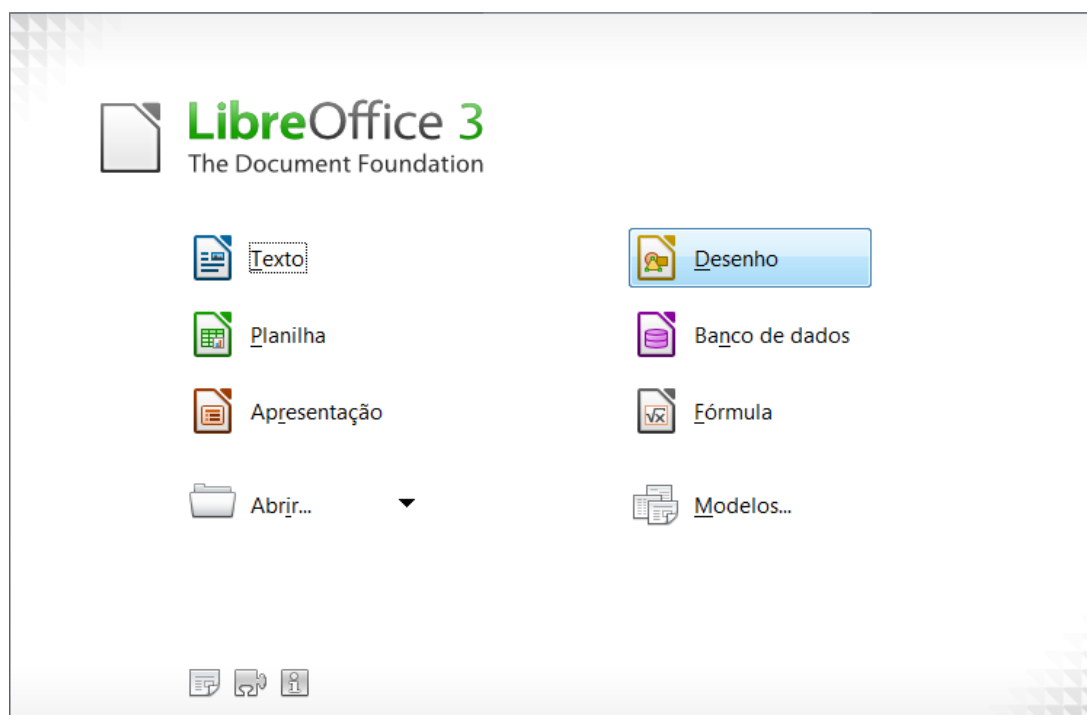 LibreOffice 3
The Document Foundation
Texto
Desenho
Planilha
Banco de dados
Apresentação
Fórmula
Abrir...
Modelos...